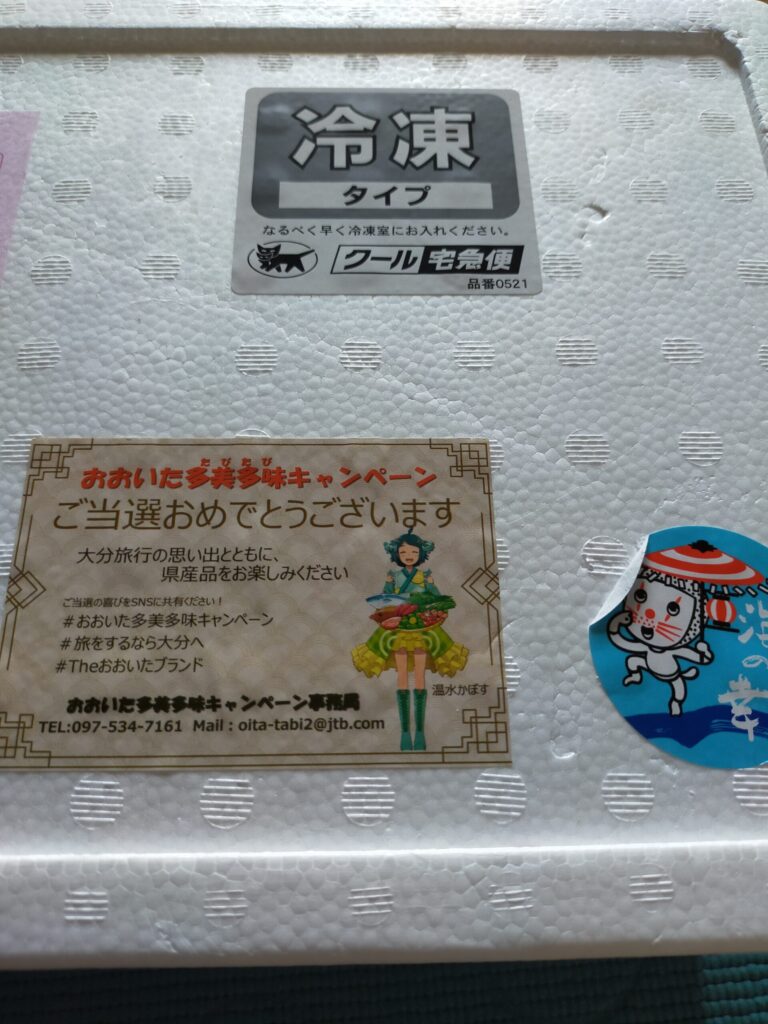 冷凍
タイプ
なるべく早く冷凍室にお入れください。
クール宅急便
品番0521
たびたび
おおいた多美多味キャンペーン
ご当選おめでとうございます
大分旅行の思い出とともに、
県産品をお楽しみください
ご当選の喜びをSNSに共有ください！
#おおいた多美多味キャンペーン
#旅をするなら大分へ
#Theおおいたブランド
温水かぼす
おおいた多美多味キャンペーン事務局
TEL:097-534-7161 Mail：oita-tabi2@jtb.com
海の幸